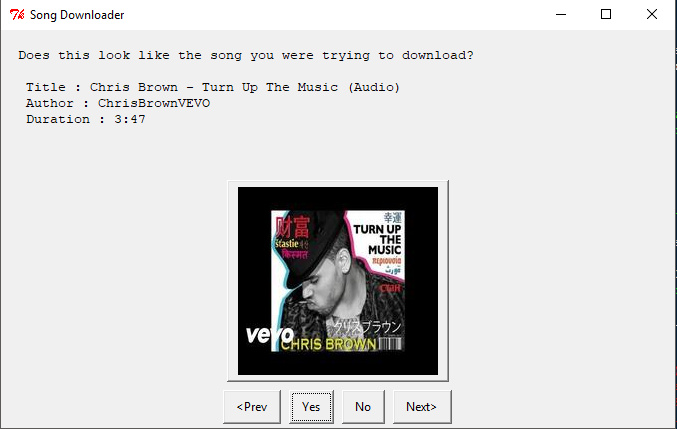 Song Downloader
Does this look like the song you were trying to download?
Title : Chris Brown - Turn Up The Music (Audio)
Author : ChrisBrownVEVO
Duration : 3:47
财富
幸運
TURN UP
THE
MUSIC
किस्मत
περιουσία
vevo
クリスブラウン
CHRIS BROWN
<Prev
Yes
No
Next>